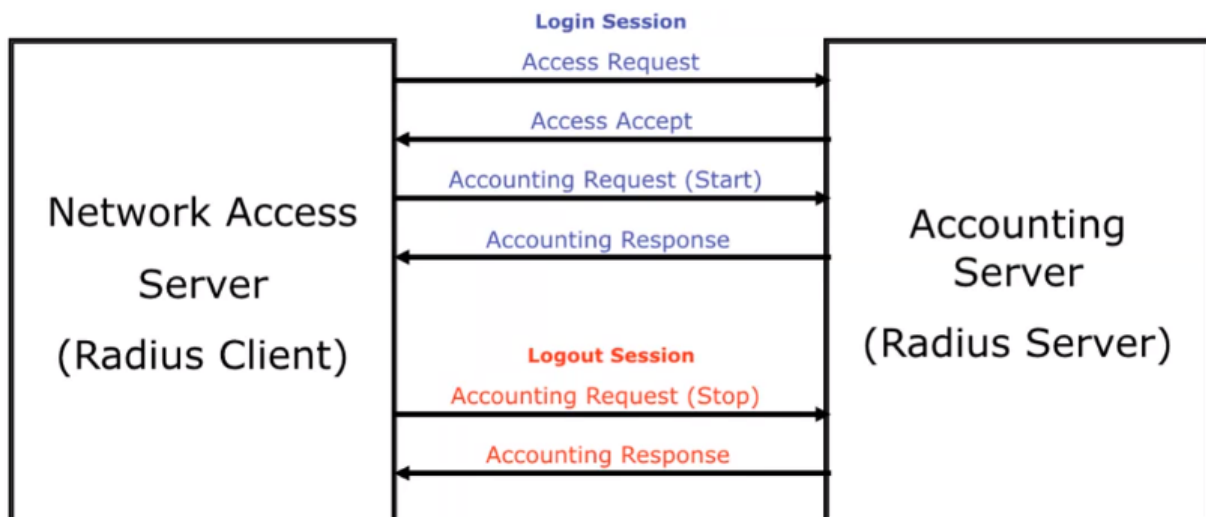 Login Session
Access Request
Access Accept
Accounting Request (Start)
Accounting Response
Network Access
Server
(Radius Client)
Accounting
Server
(Radius Server)
Logout Session
Accounting Request (Stop)
Accounting Response